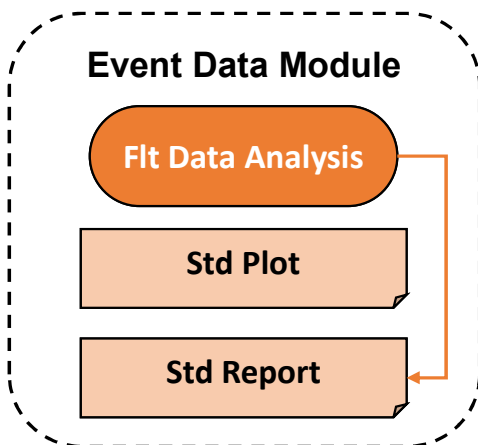 Event Data Module
Flt Data Analysis
Std Plot
Std Report